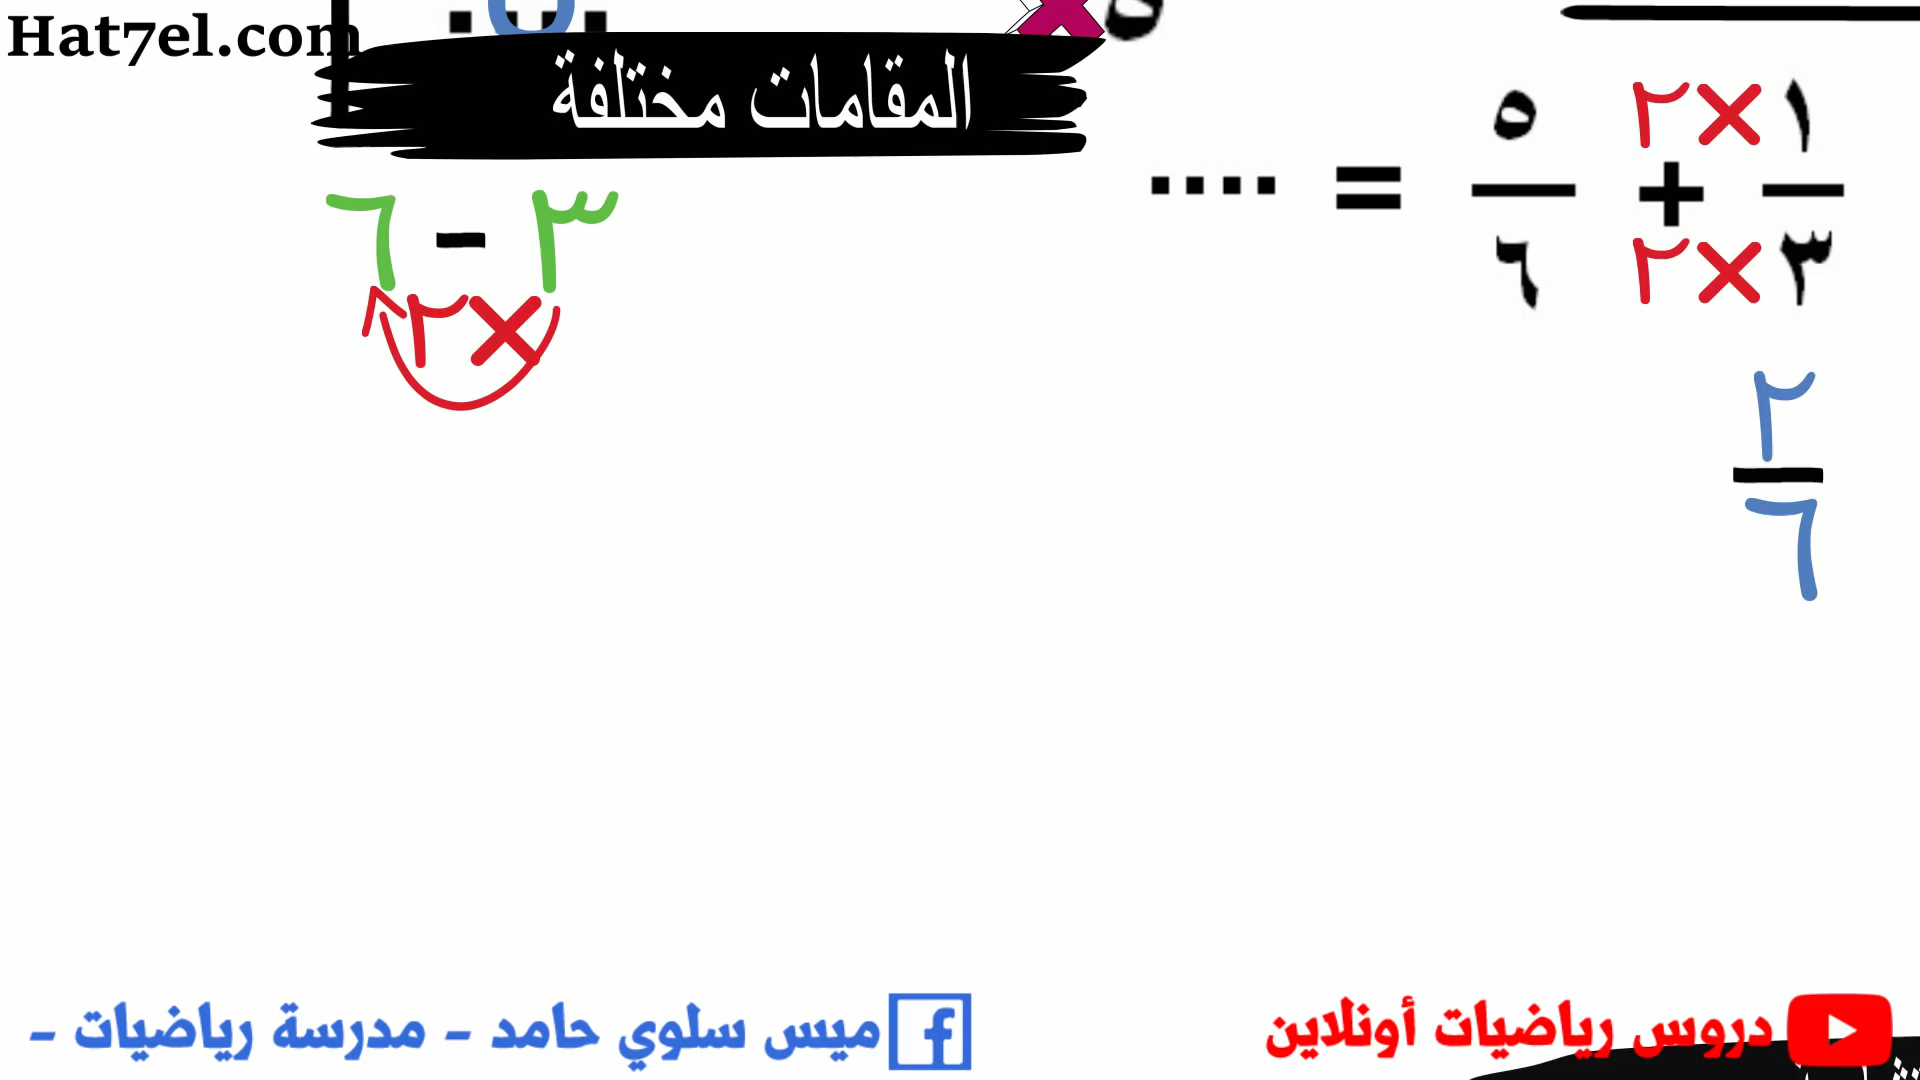 Hat7el.com
المقامات مختلفة
٥
١ ×٢ ٥
— + — = ....
٣ ×٢ ٦
٣ - ٦
×٢
٢
—
٦
دروس رياضيات أونلاين
ميس سلوي حامد - مدرسة رياضيات -